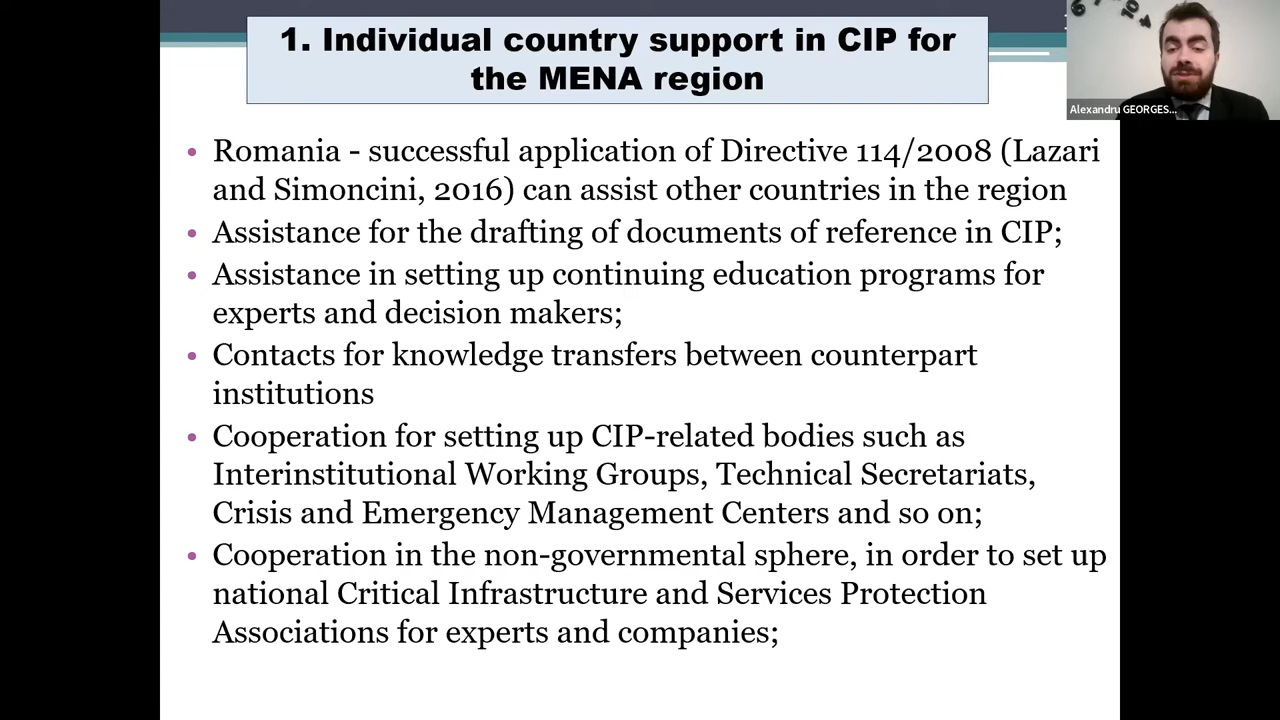 1. Individual country support in CIP for
the MENA region
Alexandru GEORGES...
• Romania - successful application of Directive 114/2008 (Lazari
and Simoncini, 2016) can assist other countries in the region
• Assistance for the drafting of documents of reference in CIP;
• Assistance in setting up continuing education programs for
experts and decision makers;
• Contacts for knowledge transfers between counterpart
institutions
• Cooperation for setting up CIP-related bodies such as
Interinstitutional Working Groups, Technical Secretariats,
Crisis and Emergency Management Centers and so on;
• Cooperation in the non-governmental sphere, in order to set up
national Critical Infrastructure and Services Protection
Associations for experts and companies;